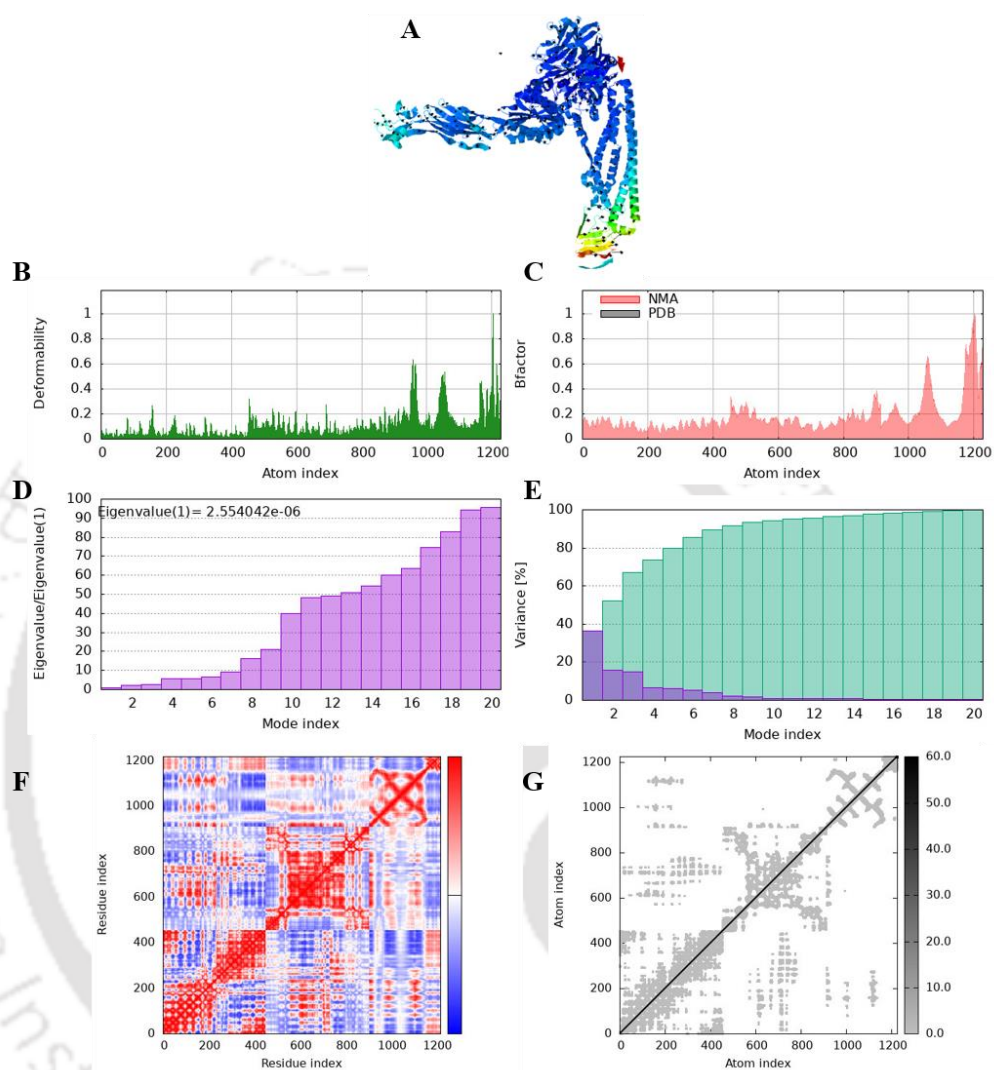 A
B
C
Deformability
1
0.8
0.6
0.4
0.2
0
0 200 400 600 800 1000 1200
Atom index
Bfactor
NMA
PDB
1
0.8
0.6
0.4
0.2
0
0 200 400 600 800 1000 1200
Atom index
D
E
Eigenvalue/Eigenvalue(1)
Eigenvalue(1)= 2.554042e-06
100
90
80
70
60
50
40
30
20
10
0
2 4 6 8 10 12 14 16 18 20
Mode index
Variance [%]
100
80
60
40
20
0
2 4 6 8 10 12 14 16 18 20
Mode index
F
G
Residue index
1200
1000
800
600
400
200
0
0 200 400 600 800 1000 1200
Residue index
Atom index
1200
1000
800
600
400
200
0
0 200 400 600 800 1000 1200
Atom index
60.0
50.0
40.0
30.0
20.0
10.0
0.0